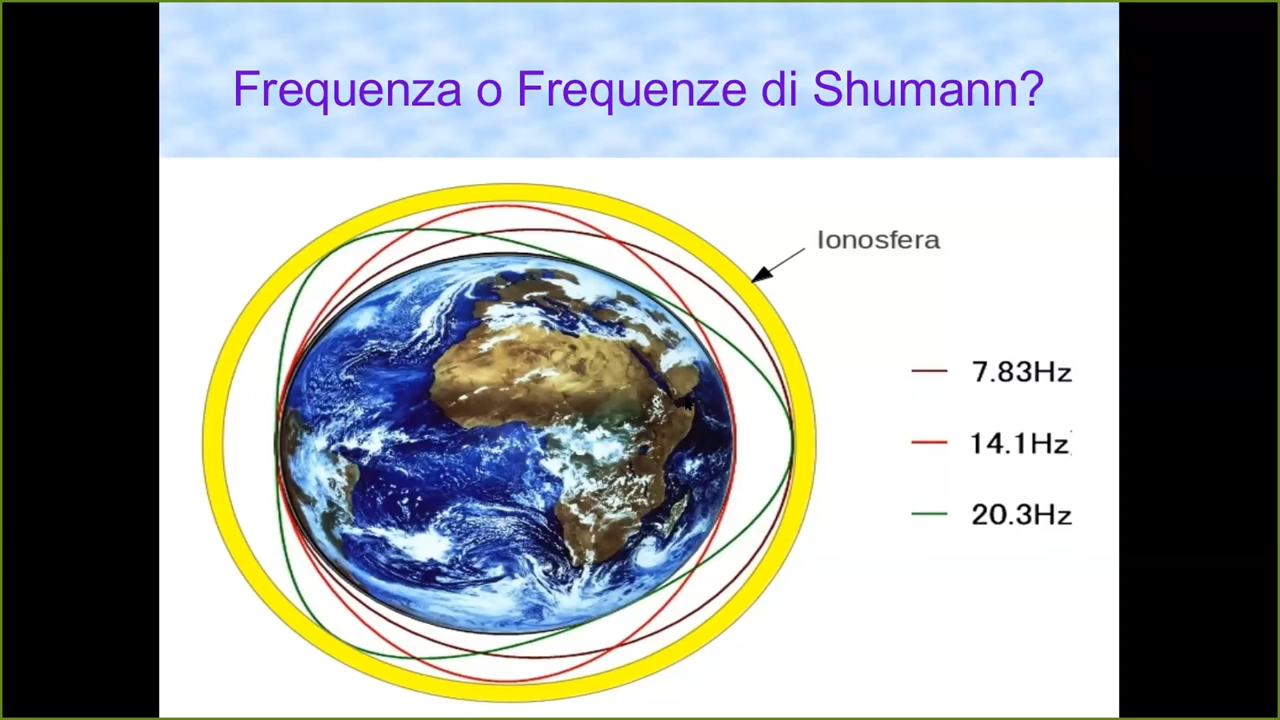 Frequenza o Frequenze di Shumann?
Ionosfera
7.83Hz
14.1Hz
20.3Hz